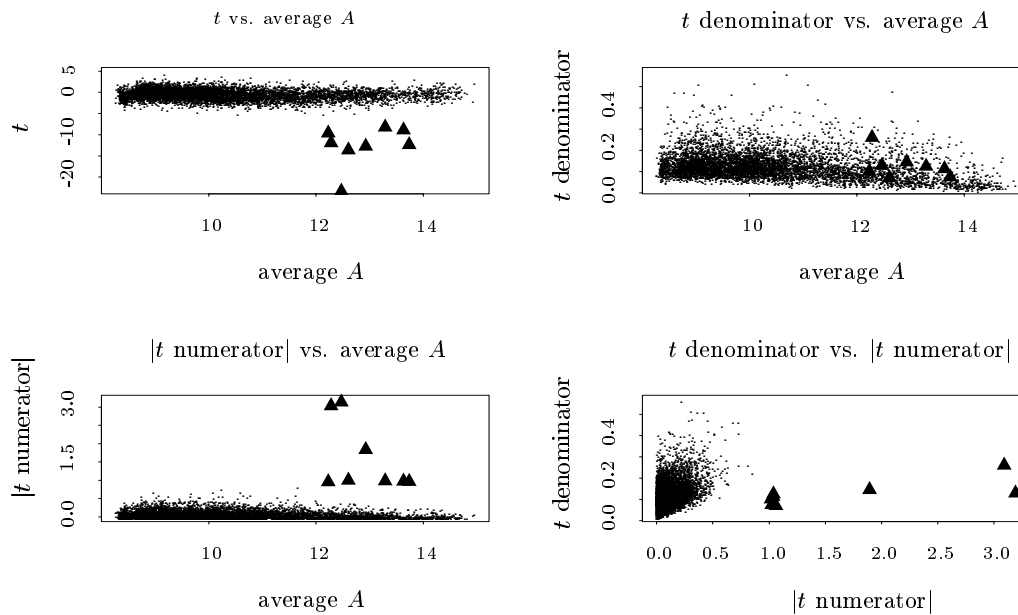 t vs. average A
t
5
0
-10
-20
10
12
14
average A
t denominator vs. average A
t denominator
0.4
0.2
0.0
10
12
14
average A
|t numerator| vs. average A
|t numerator|
3.0
1.5
0.0
10
12
14
average A
t denominator vs. |t numerator|
t denominator
0.4
0.2
0.0
0.0
0.5
1.0
1.5
2.0
2.5
3.0
|t numerator|